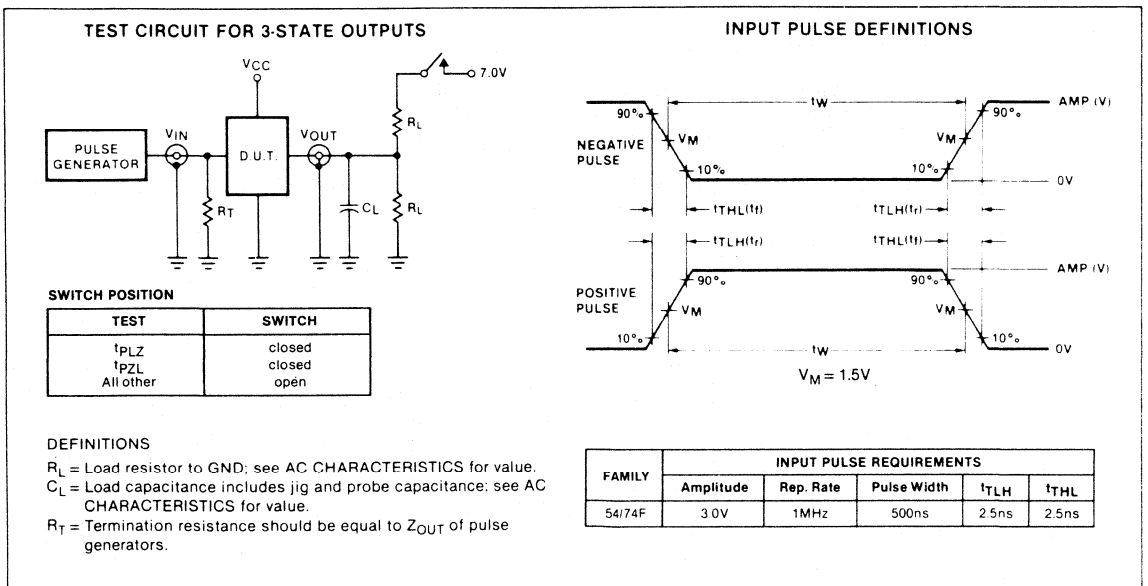 TEST CIRCUIT FOR 3-STATE OUTPUTS
VCC
7.0V
RL
PULSE GENERATOR
VIN
D.U.T.
VOUT
RT
CL
RL
SWITCH POSITION
TEST SWITCH
tPLZ closed
tPZL closed
All other open
DEFINITIONS
RL = Load resistor to GND; see AC CHARACTERISTICS for value.
CL = Load capacitance includes jig and probe capacitance: see AC
CHARACTERISTICS for value.
RT = Termination resistance should be equal to ZOUT of pulse
generators.
INPUT PULSE DEFINITIONS
NEGATIVE
PULSE
90%
VM
10%
tW
10%
VM
90%
AMP (V)
0V
tTHL(tf)
tTLH(tr)
tTLH(tr)
tTHL(tf)
POSITIVE
PULSE
90%
VM
10%
tW
90%
VM
10%
AMP (V)
0V
VM = 1.5V
FAMILY INPUT PULSE REQUIREMENTS
Amplitude Rep. Rate Pulse Width tTLH tTHL
54/74F 3.0V 1MHz 500ns 2.5ns 2.5ns